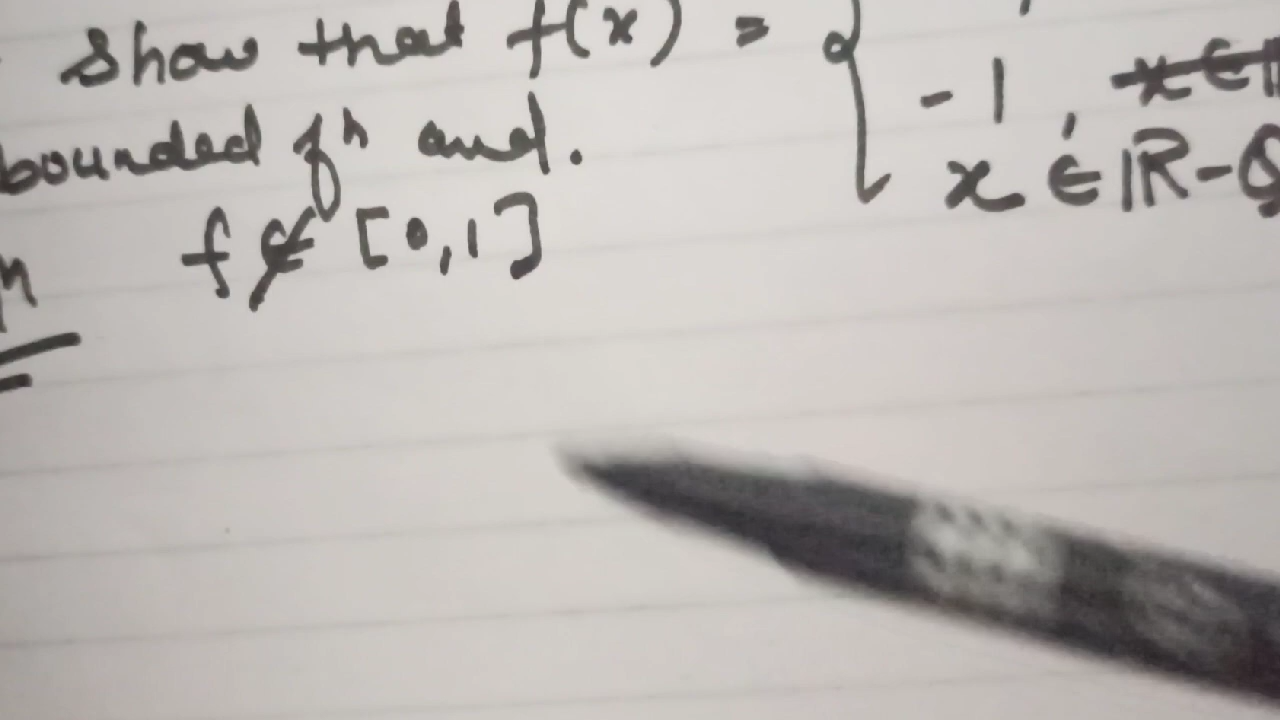 Show that f(x) = {
-1, x ∈
bounded fⁿ and.
x ∈ ℝ - Q
f ∉ [0,1]